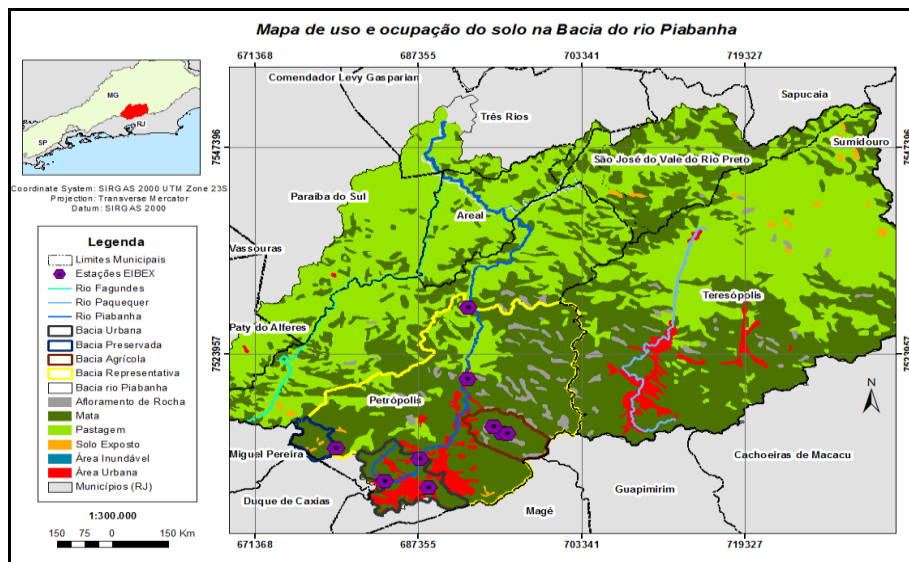 Mapa de uso e ocupação do solo na Bacia do rio Piabanha
671368
687355
703341
719327
MG
RJ
SP
Coordinate System: SIRGAS 2000 UTM Zone 23S
Projection: Transverse Mercator
Datum: SIRGAS 2000
Legenda
Limites Municipais
Estações EIBEX
Rio Fagundes
Rio Paquequer
Rio Piabanha
Bacia Urbana
Bacia Preservada
Bacia Agrícola
Bacia Representativa
Bacia rio Piabanha
Afloramento de Rocha
Mata
Pastagem
Solo Exposto
Área Inundável
Área Urbana
Municípios (RJ)
1:300.000
150 75 0 150 Km
Comendador Levy Gasparian
Sapucaia
Três Rios
7547396
7547396
Sumidouro
São José do Vale do Rio Preto
Paraíba do Sul
Areal
Vassouras
Teresópolis
Paty do Alferes
7523957
7523957
Petrópolis
N
Miguel Pereira
Cachoeiras de Macacu
Duque de Caxias
Guapimirim
Magé
671368
687355
703341
719327